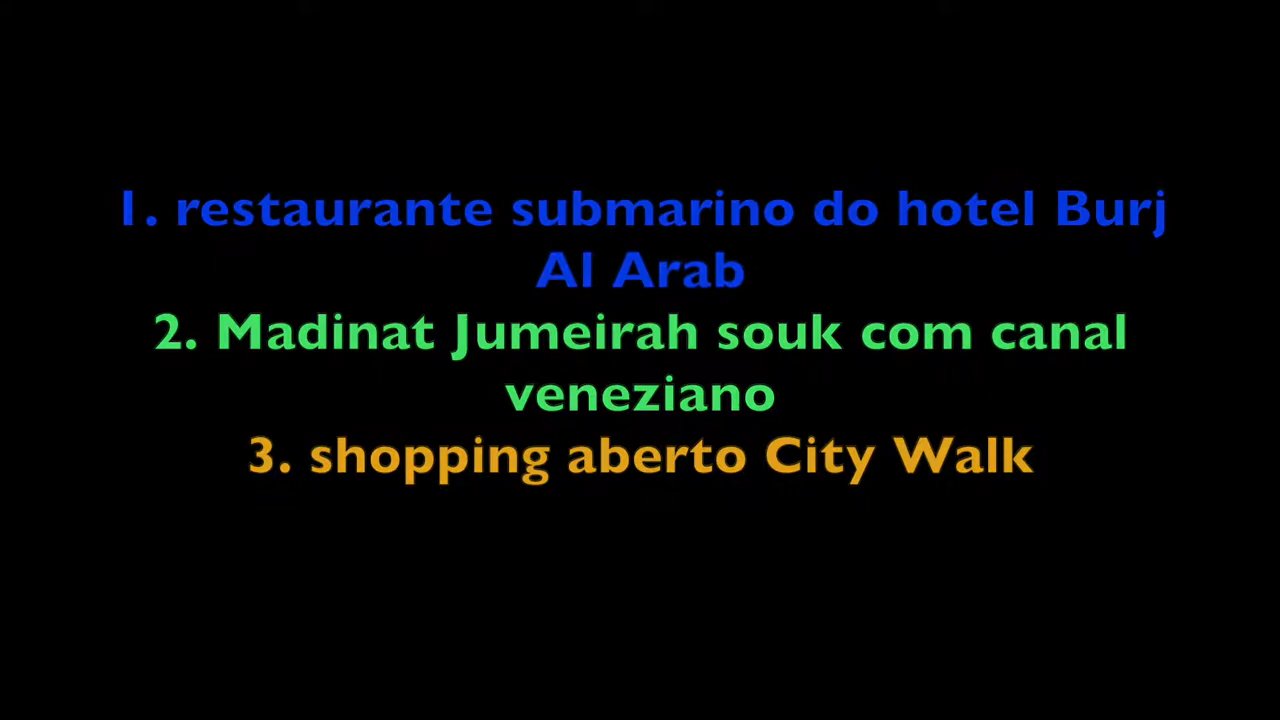 1. restaurante submarino do hotel Burj
Al Arab
2. Madinat Jumeirah souk com canal
veneziano
3. shopping aberto City Walk